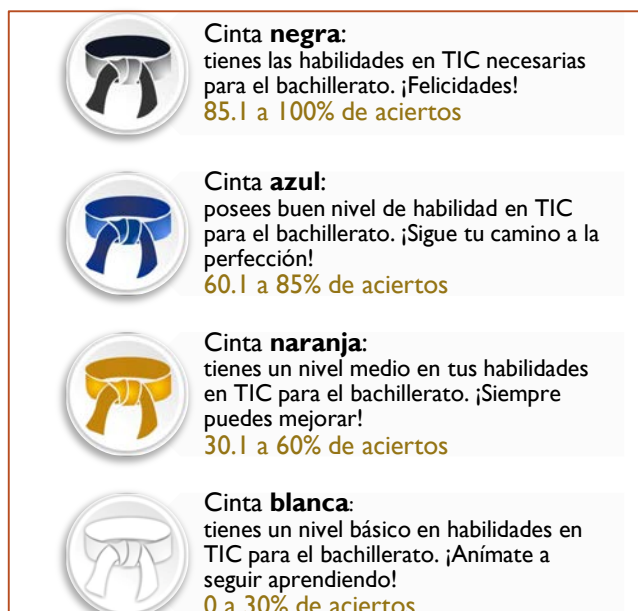 Cinta negra:
tienes las habilidades en TIC necesarias
para el bachillerato. ¡Felicidades!
85.1 a 100% de aciertos
Cinta azul:
posees buen nivel de habilidad en TIC
para el bachillerato. ¡Sigue tu camino a la
perfección!
60.1 a 85% de aciertos
Cinta naranja:
tienes un nivel medio en tus habilidades
en TIC para el bachillerato. ¡Siempre
puedes mejorar!
30.1 a 60% de aciertos
Cinta blanca:
tienes un nivel básico en habilidades en
TIC para el bachillerato. ¡Anímate a
seguir aprendiendo!
0 a 30% de aciertos